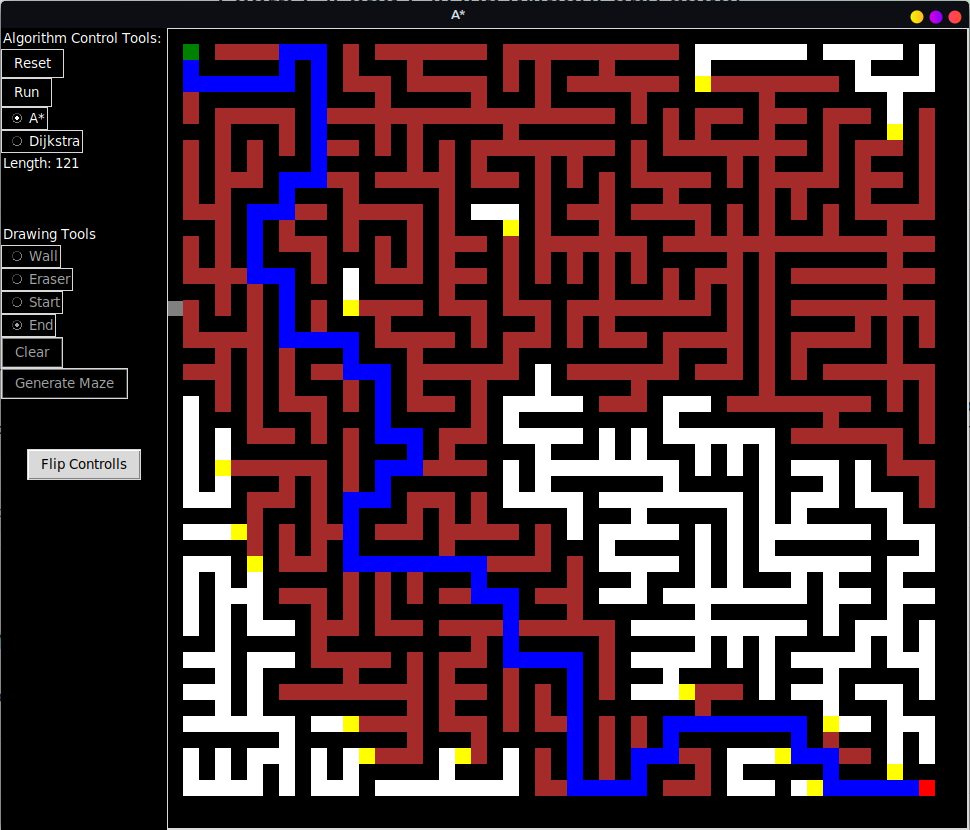 A*
Algorithm Control Tools:
Reset
Run
A*
Dijkstra
Length: 121
Drawing Tools
Wall
Eraser
Start
End
Clear
Generate Maze
Flip Controlls